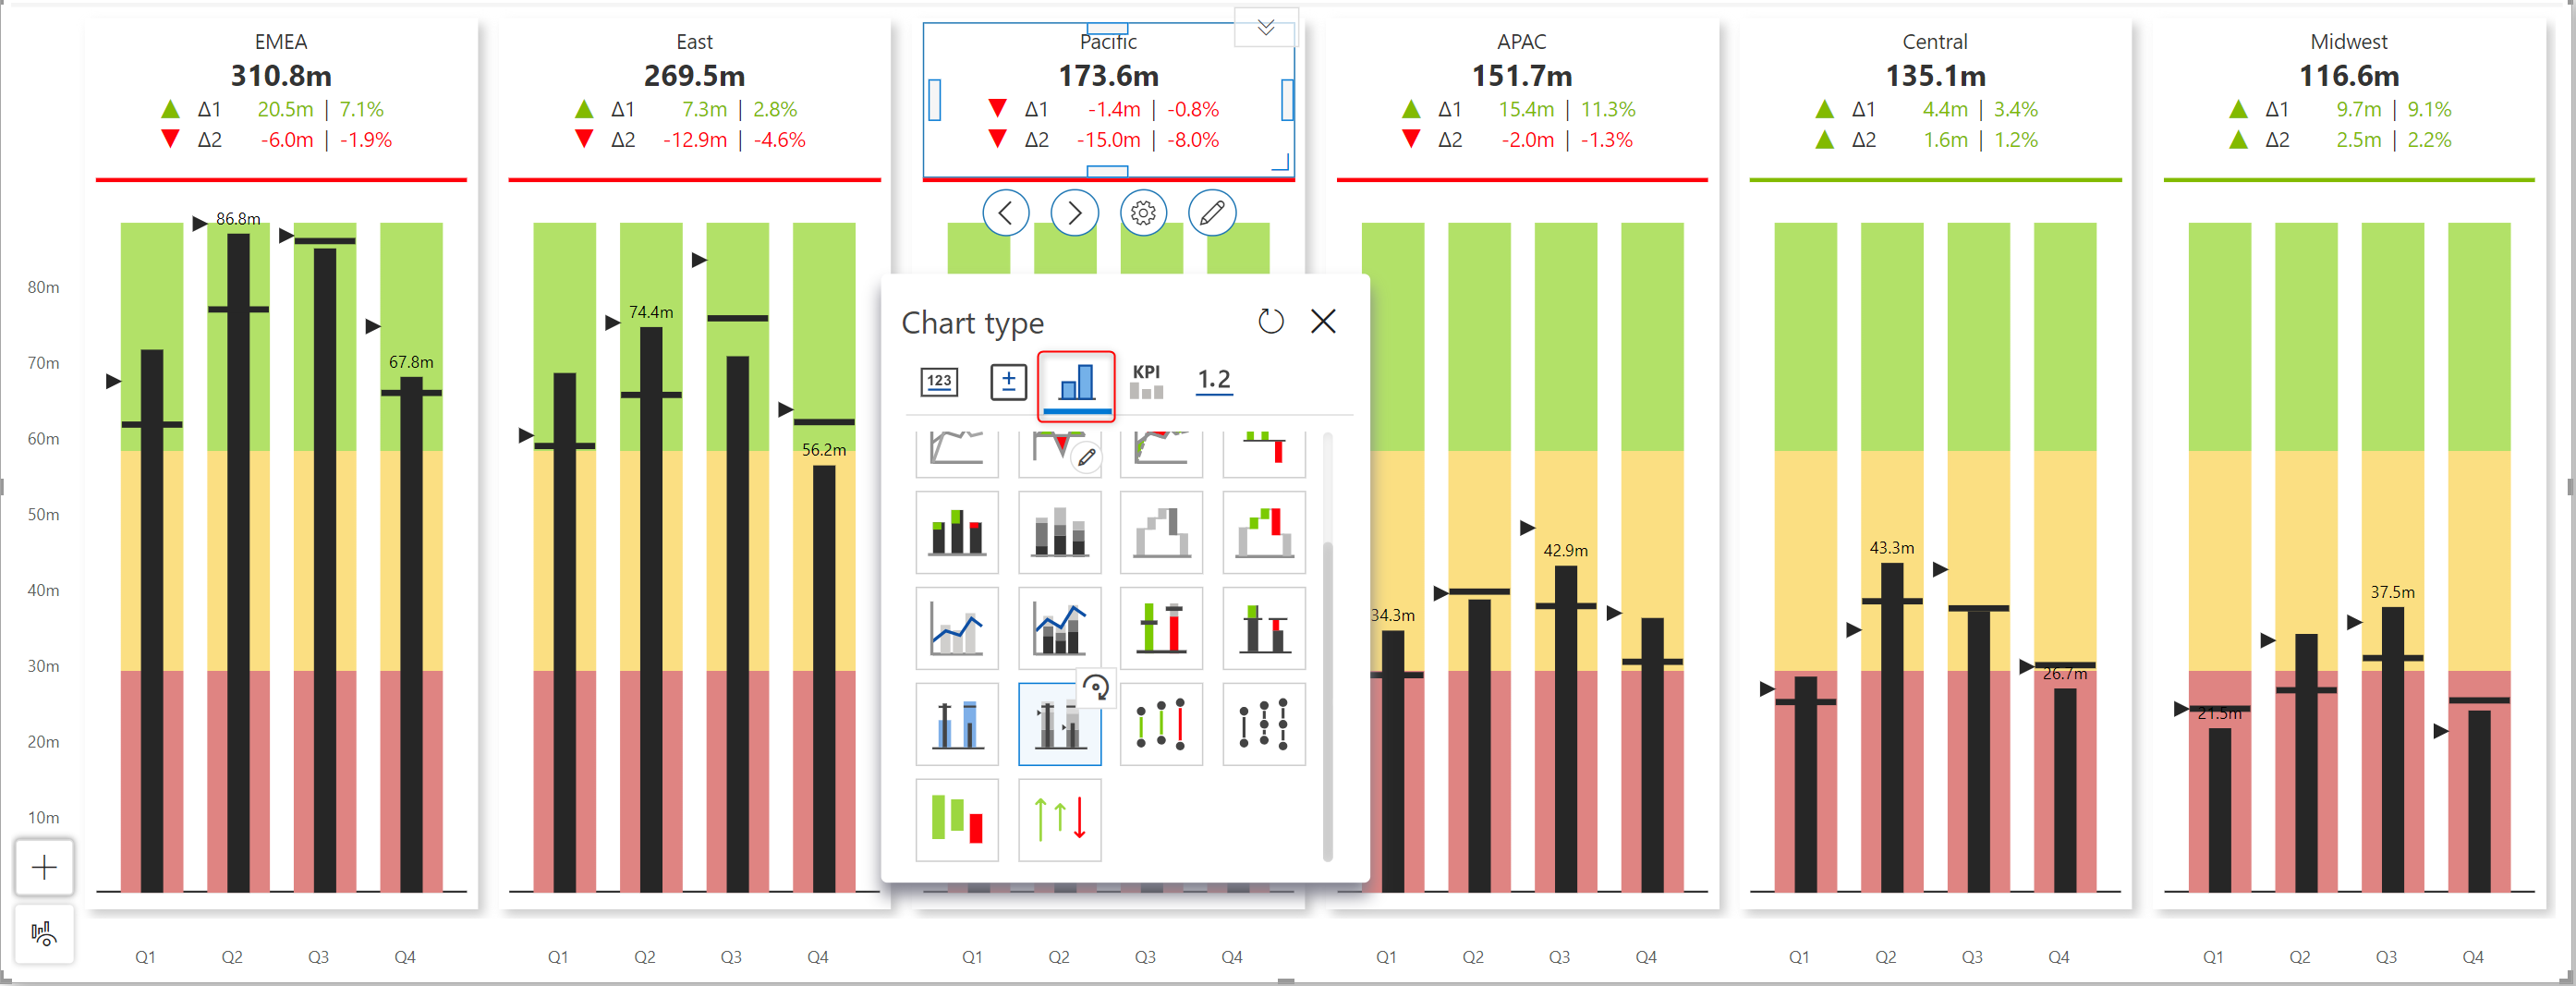 EMEA
310.8m
▲ Δ1 20.5m | 7.1%
▼ Δ2 -6.0m | -1.9%
East
269.5m
▲ Δ1 7.3m | 2.8%
▼ Δ2 -12.9m | -4.6%
Pacific
173.6m
▼ Δ1 -1.4m | -0.8%
▼ Δ2 -15.0m | -8.0%
APAC
151.7m
▲ Δ1 15.4m | 11.3%
▼ Δ2 -2.0m | -1.3%
Central
135.1m
▲ Δ1 4.4m | 3.4%
▲ Δ2 1.6m | 1.2%
Midwest
116.6m
▲ Δ1 9.7m | 9.1%
▲ Δ2 2.5m | 2.2%
80m
70m
60m
50m
40m
30m
20m
10m
86.8m
67.8m
74.4m
56.2m
Chart type
123
±
KPI
1.2
34.3m
42.9m
43.3m
26.7m
21.5m
37.5m
Q1 Q2 Q3 Q4
Q1 Q2 Q3 Q4
Q1 Q2 Q3 Q4
Q1 Q2 Q3 Q4
Q1 Q2 Q3 Q4
Q1 Q2 Q3 Q4